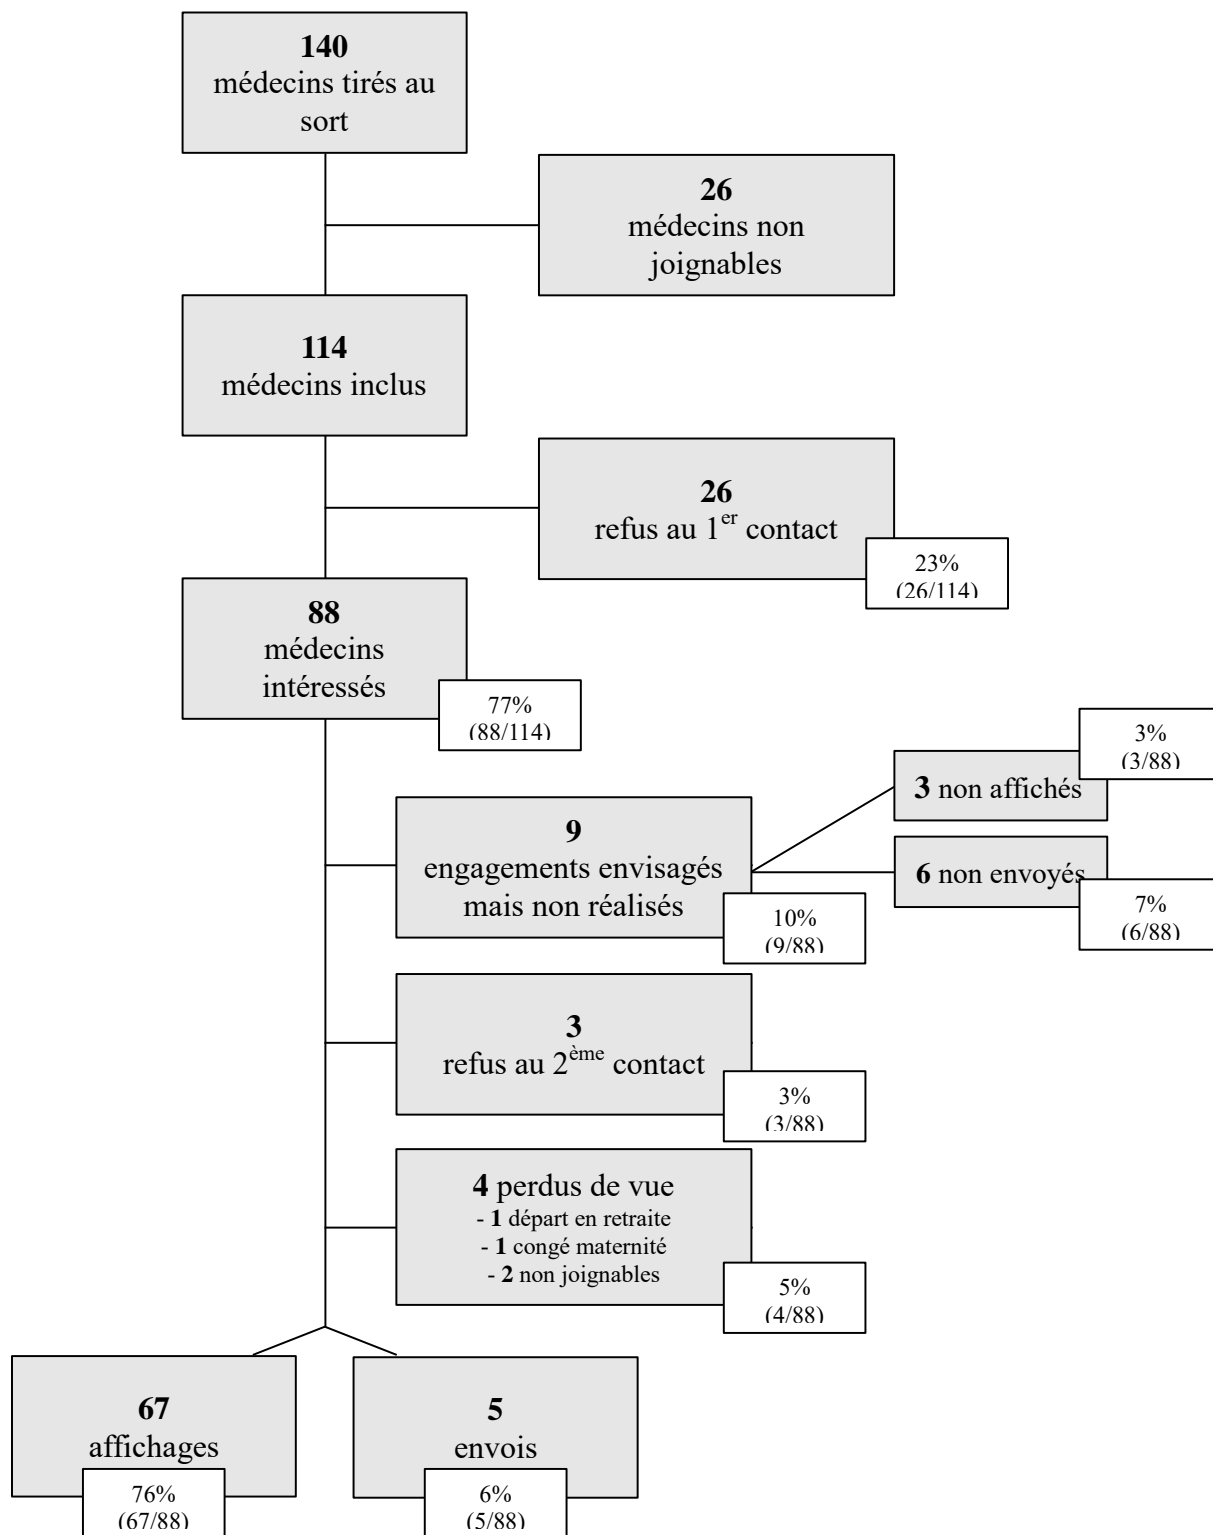 140
médecins tirés au
sort
26
médecins non
joignables
114
médecins inclus
26
refus au 1er contact
23%
(26/114)
88
médecins
intéressés
77%
(88/114)
9
engagements envisagés
mais non réalisés
10%
(9/88)
3 non affichés
3%
(3/88)
6 non envoyés
7%
(6/88)
3
refus au 2ème contact
3%
(3/88)
4 perdus de vue
- 1 départ en retraite
- 1 congé maternité
- 2 non joignables
5%
(4/88)
67
affichages
76%
(67/88)
5
envois
6%
(5/88)